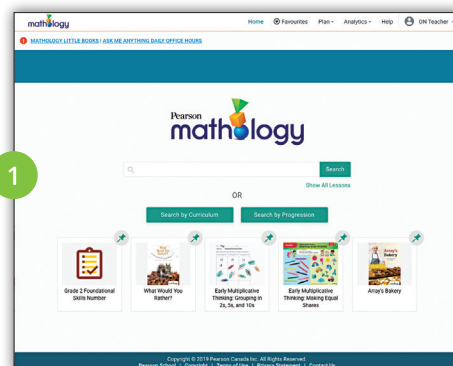 mathology
Home Favourites Plan Analytics Help ON Teacher
MATHOLOGY LITTLE BOOKS | ASK ME ANYTHING DAILY OFFICE HOURS
Pearson
mathology
1
Search
Show All Lessons
OR
Search by Curriculum Search by Progression
Grade 2 Foundational
Skills Number
What Would You
Rather?
Early Multiplicative
Thinking: Grouping in
2s, 5s, and 10s
Early Multiplicative
Thinking: Making Equal
Shares
Array's
Bakery
Array's Bakery
Copyright © 2019 Pearson Canada Inc. All Rights Reserved.
Pearson School | Copyright | Terms of Use | Privacy Statement | Contact Us